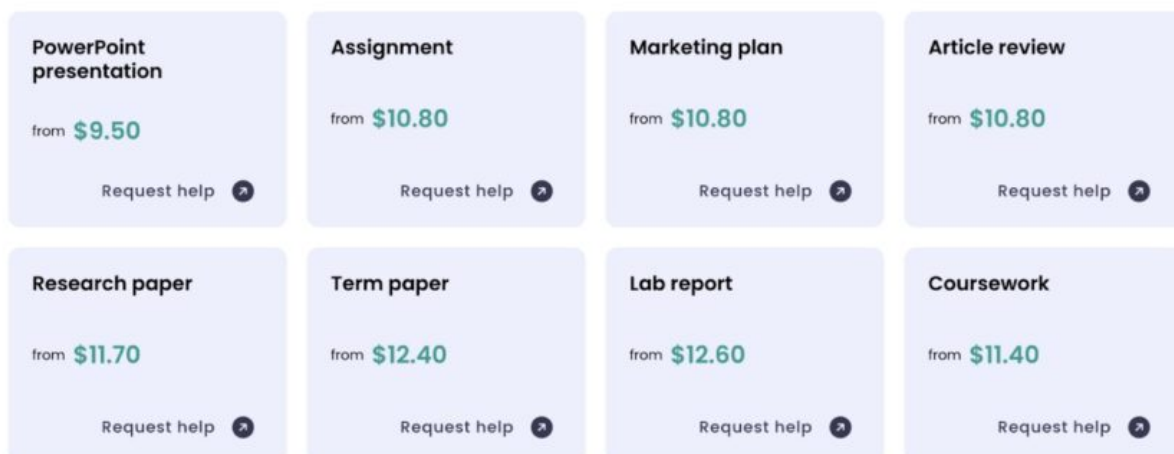 PowerPoint
presentation
from $9.50
Request help
Assignment
from $10.80
Request help
Marketing plan
from $10.80
Request help
Article review
from $10.80
Request help
Research paper
from $11.70
Request help
Term paper
from $12.40
Request help
Lab report
from $12.60
Request help
Coursework
from $11.40
Request help